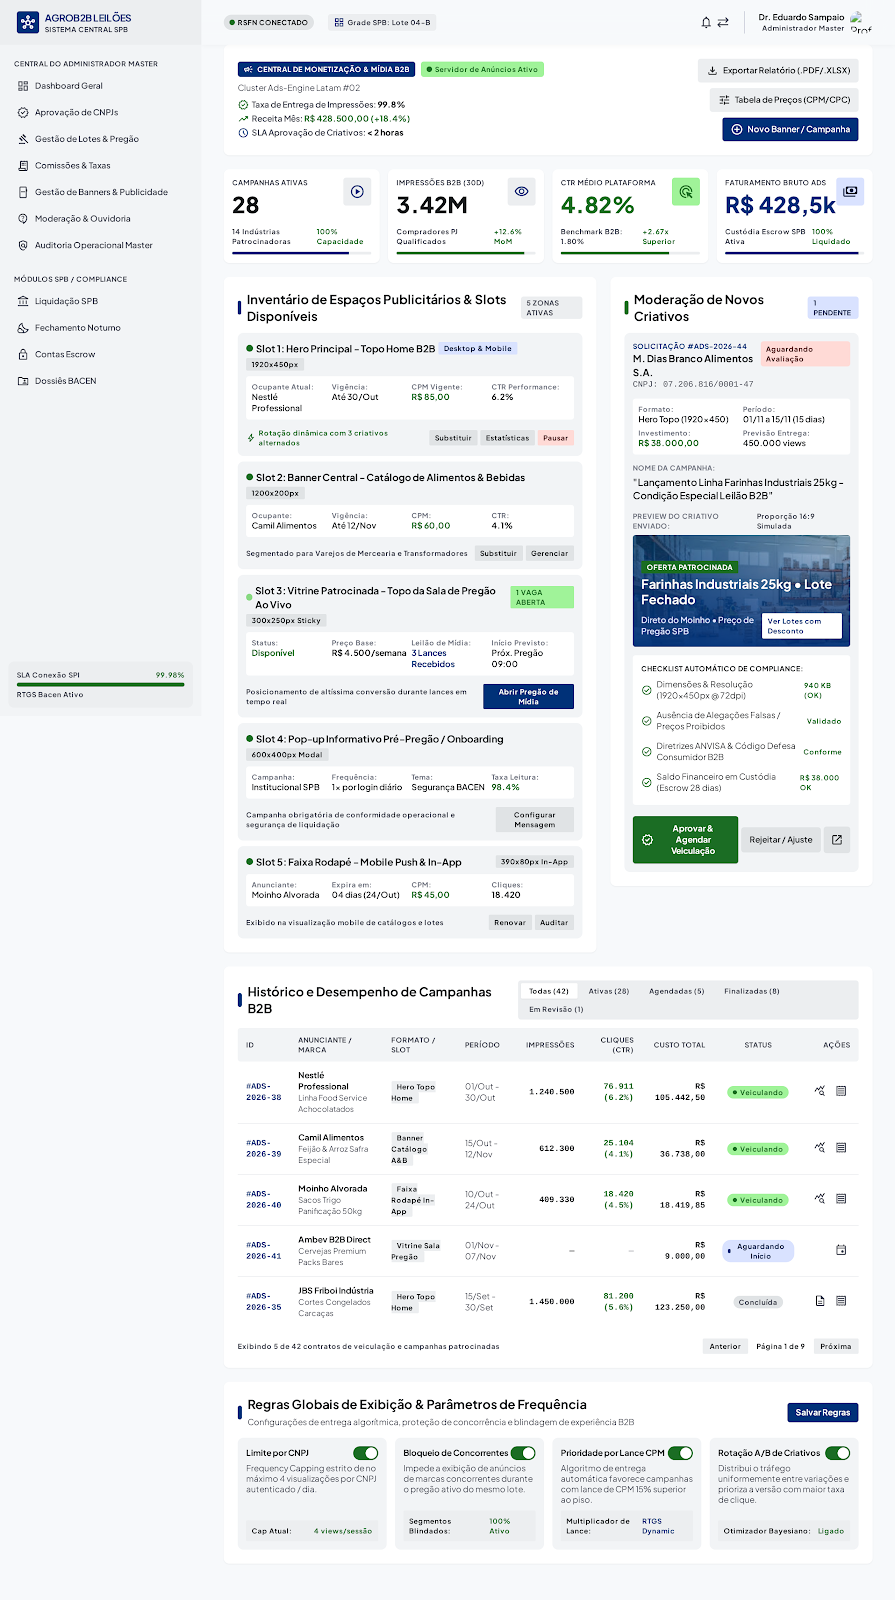 AGROB2B LEILÕES
SISTEMA CENTRAL SPB
RSFN CONECTADO
Grade SPB: Lote 04-B
Dr. Eduardo Sampaio
Administrador Master
CENTRAL DO ADMINISTRADOR MASTER
Dashboard Geral
Aprovação de CNPJs
Gestão de Lotes & Pregão
Comissões & Taxas
Gestão de Banners & Publicidade
Moderação & Ouvidoria
Auditoria Operacional Master
MÓDULOS SPB / COMPLIANCE
Liquidação SPB
Fechamento Noturno
Contas Escrow
Dossiês BACEN
SLA Conexão SPI
99.98%
RTGS Bacen Ativo
CENTRAL DE MONETIZAÇÃO & MÍDIA B2B
Servidor de Anúncios Ativo
Cluster Ads-Engine Latam #02
Taxa de Entrega de Impressões: 99.8%
Receita Mês: R$ 428.500,00 (+18.4%)
SLA Aprovação de Criativos: < 2 horas
Exportar Relatório (.PDF/.XLSX)
Tabela de Preços (CPM/CPC)
Novo Banner / Campanha
CAMPANHAS ATIVAS
28
14 Indústrias Patrocinadoras
100% Capacidade
IMPRESSÕES B2B (30D)
3.42M
Compradores PJ Qualificados
+12.6% MoM
CTR MÉDIO PLATAFORMA
4.82%
Benchmark B2B: 1.80%
+2.67x Superior
FATURAMENTO BRUTO ADS
R$ 428,5k
Custódia Escrow SPB Ativa
100% Liquidado
Inventário de Espaços Publicitários & Slots
Disponíveis
5 ZONAS
ATIVAS
Slot 1: Hero Principal - Topo Home B2B
Desktop & Mobile
1920x450px
Ocupante Atual:
Nestlé
Professional
Vigência:
Até 30/Out
CPM Vigente:
R$ 85,00
CTR Performance:
6.2%
Rotação dinâmica com 3 criativos
alternados
Substituir
Estatísticas
Pausar
Slot 2: Banner Central - Catálogo de Alimentos & Bebidas
1200x200px
Ocupante:
Camil Alimentos
Vigência:
Até 12/Nov
CPM:
R$ 60,00
CTR:
4.1%
Segmentado para Varejos de Mercearia e Transformadores
Substituir
Gerenciar
Slot 3: Vitrine Patrocinada - Topo da Sala de Pregão
Ao Vivo
1 VAGA
ABERTA
300x250px Sticky
Status:
Disponível
Preço Base:
R$ 4.500/semana
Leilão de Mídia:
3 Lances
Recebidos
Início Previsto:
Próx. Pregão
09:00
Posicionamento de altíssima conversão durante lances em
tempo real
Abrir Pregão de
Mídia
Slot 4: Pop-up Informativo Pré-Pregão / Onboarding
600x400px Modal
Campanha:
Institucional SPB
Frequência:
1x por login diário
Tema:
Segurança BACEN
Taxa Leitura:
98.4%
Campanha obrigatória de conformidade operacional e
segurança de liquidação
Configurar
Mensagem
Slot 5: Faixa Rodapé - Mobile Push & In-App
390x80px In-App
Anunciante:
Moinho Alvorada
Expira em:
04 dias (24/Out)
CPM:
R$ 45,00
Cliques:
18.420
Exibido na visualização mobile de catálogos e lotes
Renovar
Auditar
Moderação de Novos
Criativos
1
PENDENTE
SOLICITAÇÃO #ADS-2026-44
M. Dias Branco Alimentos
S.A.
CNPJ: 07.206.816/0001-47
Aguardando
Avaliação
Formato:
Hero Topo (1920x450)
Período:
01/11 a 15/11 (15 dias)
Investimento:
R$ 38.000,00
Previsão Entrega:
450.000 views
NOME DA CAMPANHA:
"Lançamento Linha Farinhas Industriais 25kg -
Condição Especial Leilão B2B"
PREVIEW DO CRIATIVO
ENVIADO:
Proporção 16:9
Simulada
OFERTA PATROCINADA
Farinhas Industriais 25kg • Lote
Fechado
Direto do Moinho • Preço de
Pregão SPB
Ver Lotes com
Desconto
CHECKLIST AUTOMÁTICO DE COMPLIANCE:
Dimensões & Resolução
(1920x450px @ 72dpi)
940 KB
(OK)
Ausência de Alegações Falsas /
Preços Proibidos
Validado
Diretrizes ANVISA & Código Defesa
Consumidor B2B
Conforme
Saldo Financeiro em Custódia
(Escrow 28 dias)
R$ 38.000
OK
Aprovar &
Agendar
Veiculação
Rejeitar / Ajuste
Histórico e Desempenho de Campanhas
B2B
Todas (42)
Ativas (28)
Agendadas (5)
Finalizadas (8)
Em Revisão (1)
ID
ANUNCIANTE /
MARCA
FORMATO /
SLOT
PERÍODO
IMPRESSÕES
CLIQUES
(CTR)
CUSTO TOTAL
STATUS
AÇÕES
#ADS-
2026-38
Nestlé
Professional
Linha Food Service
Achocolatados
Hero Topo
Home
01/Out -
30/Out
1.240.500
76.911
(6.2%)
R$
105.442,50
Veiculando
#ADS-
2026-39
Camil Alimentos
Feijão & Arroz Safra
Especial
Banner
Catálogo
A&B
15/Out -
12/Nov
612.300
25.104
(4.1%)
R$
36.738,00
Veiculando
#ADS-
2026-40
Moinho Alvorada
Sacos Trigo
Panificação 50kg
Faixa
Rodapé In-
App
10/Out -
24/Out
409.330
18.420
(4.5%)
R$
18.419,85
Veiculando
#ADS-
2026-41
Ambev B2B Direct
Cervejas Premium
Packs Bares
Vitrine Sala
Pregão
01/Nov -
07/Nov
—
—
R$
9.000,00
Aguardando
Início
#ADS-
2026-35
JBS Friboi Indústria
Cortes Congelados
Carcaças
Hero Topo
Home
15/Set -
30/Set
1.450.000
81.200
(5.6%)
R$
123.250,00
Concluída
Exibindo 5 de 42 contratos de veiculação e campanhas patrocinadas
Anterior
Página 1 de 9
Próxima
Regras Globais de Exibição & Parâmetros de Frequência
Configurações de entrega algorítmica, proteção de concorrência e blindagem de experiência B2B
Salvar Regras
Limite por CNPJ
Frequency Capping estrito de no
máximo 4 visualizações por CNPJ
autenticado / dia.
Cap Atual:
4 views/sessão
Bloqueio de Concorrentes
Impede a exibição de anúncios
de marcas concorrentes durante
o pregão ativo do mesmo lote.
Segmentos
Blindados:
100%
Ativo
Prioridade por Lance CPM
Algoritmo de entrega
automática favorece campanhas
com lance de CPM 15% superior
ao piso.
Multiplicador de
Lance:
RTGS
Dynamic
Rotação A/B de Criativos
Distribui o tráfego
uniformemente entre variações e
prioriza a versão com maior taxa
de clique.
Otimizador Bayesiano:
Ligado